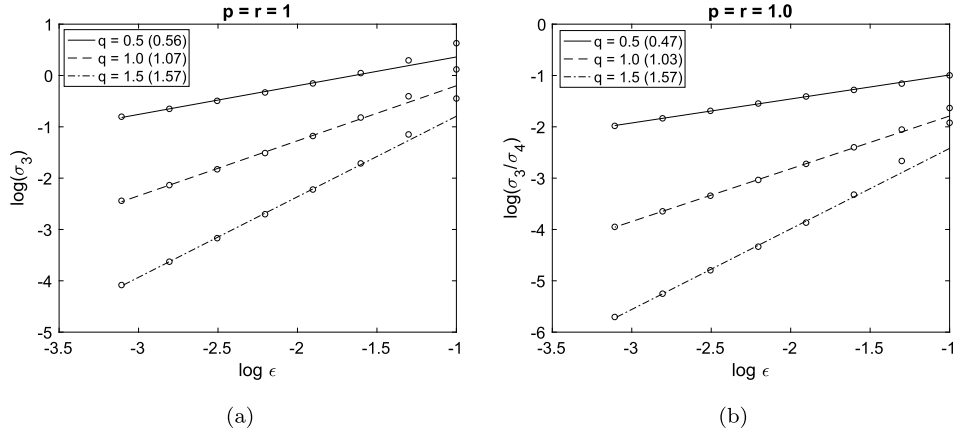 p = r = 1
q = 0.5 (0.56)
q = 1.0 (1.07)
q = 1.5 (1.57)
1
0
-1
-2
-3
-4
-5
log(σ₃)
-3.5 -3 -2.5 -2 -1.5 -1
log ϵ
(a)
p = r = 1.0
q = 0.5 (0.47)
q = 1.0 (1.03)
q = 1.5 (1.57)
0
-1
-2
-3
-4
-5
-6
log(σ₃/σ₄)
-3.5 -3 -2.5 -2 -1.5 -1
log ϵ
(b)